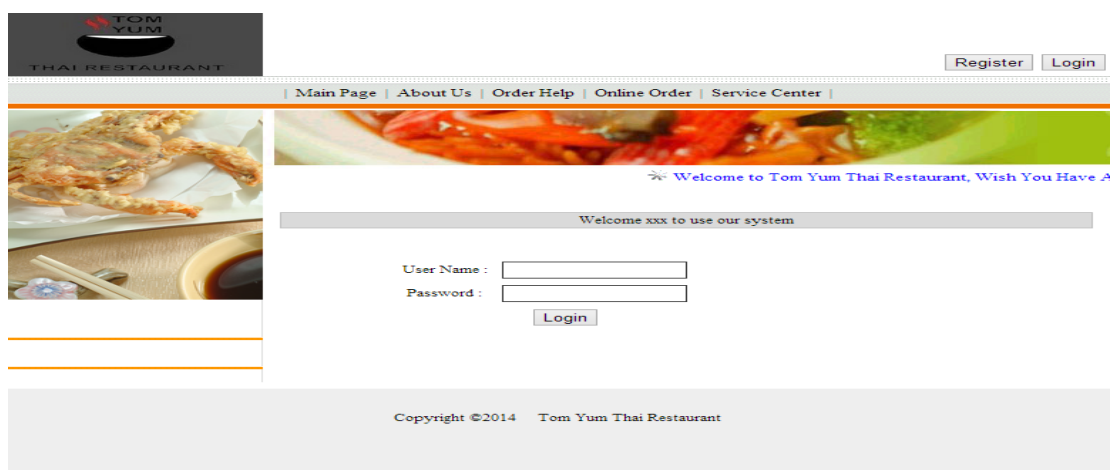 TOM
YUM
THAI RESTAURANT
Register Login
| Main Page | About Us | Order Help | Online Order | Service Center |
Welcome to Tom Yum Thai Restaurant, Wish You Have A
Welcome xxx to use our system
User Name :
Password :
Login
Copyright ©2014 Tom Yum Thai Restaurant